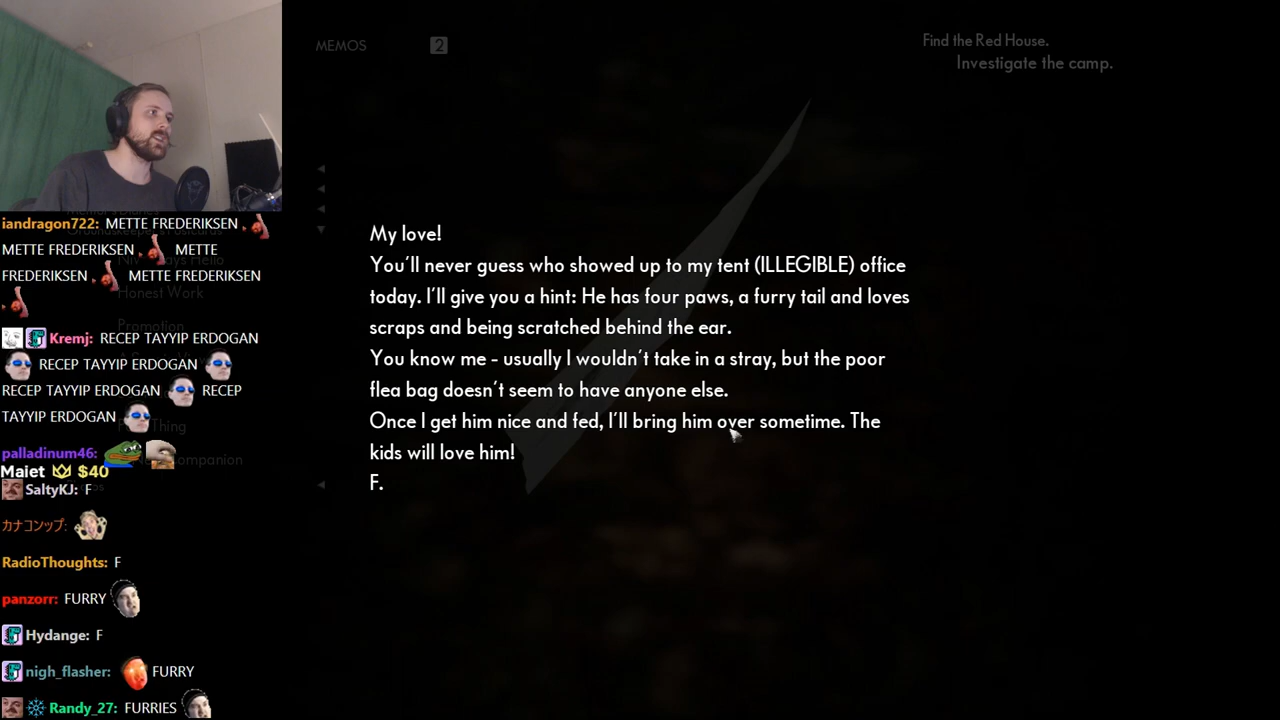 MEMOS 2
Find the Red House.
Investigate the camp.
My love!
You'll never guess who showed up to my tent (ILLEGIBLE) office
today. I'll give you a hint: He has four paws, a furry tail and loves
scraps and being scratched behind the ear.
You know me - usually I wouldn't take in a stray, but the poor
flea bag doesn't seem to have anyone else.
Once I get him nice and fed, I'll bring him over sometime. The
kids will love him!
F.
iandragon722: METTE FREDERIKSEN
METTE FREDERIKSEN METTE
FREDERIKSEN METTE FREDERIKSEN
Honest Work
Promotion
Kremj: RECEP TAYYIP ERDOGAN
RECEP TAYYIP ERDOGAN
RECEP TAYYIP ERDOGAN RECEP
TAYYIP ERDOGAN
Thing
palladinum46:
Companion
Maiet $40
SaltyKJ: F
カナコンップ:
RadioThoughts: F
panzorr: FURRY
Hydange: F
nigh_flasher: FURRY
Randy_27: FURRIES